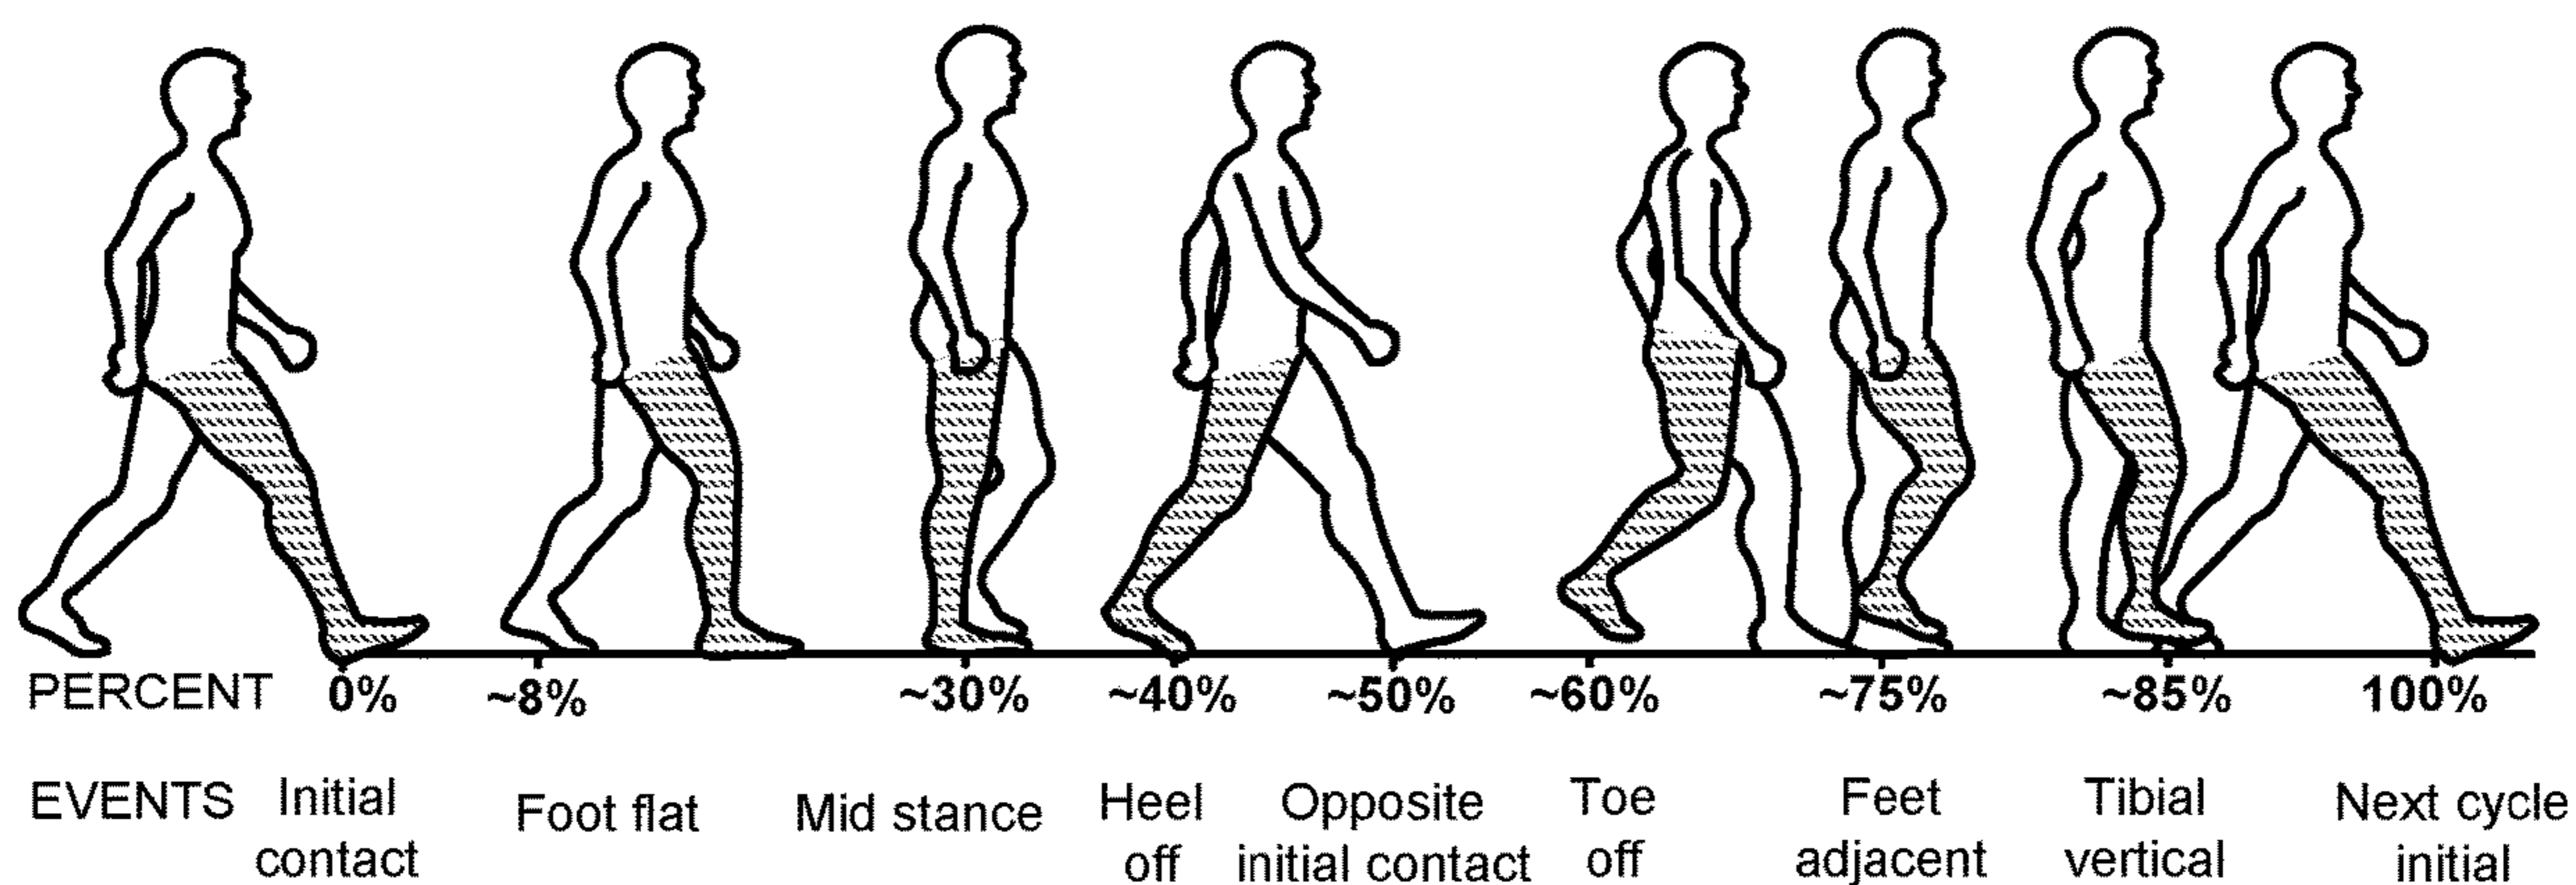 PERCENT 0% ~8% ~30% ~40% ~50% ~60% ~75% ~85% 100%
EVENTS Initial contact Foot flat Mid stance Heel off Opposite initial contact Toe off Feet adjacent Tibial vertical Next cycle initial